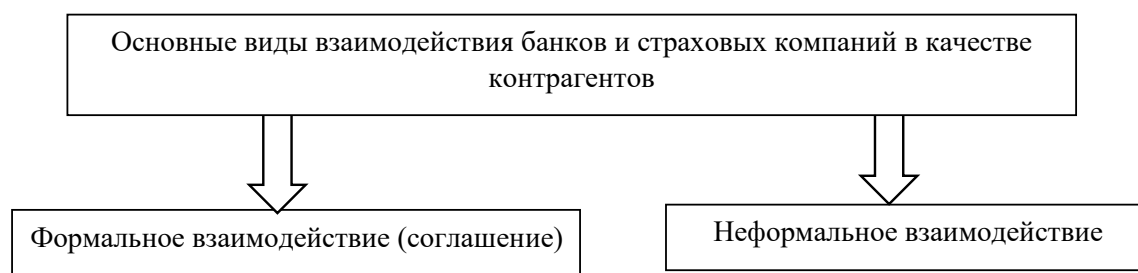 Основные виды взаимодействия банков и страховых компаний в качестве
контрагентов
Формальное взаимодействие (соглашение)
Неформальное взаимодействие